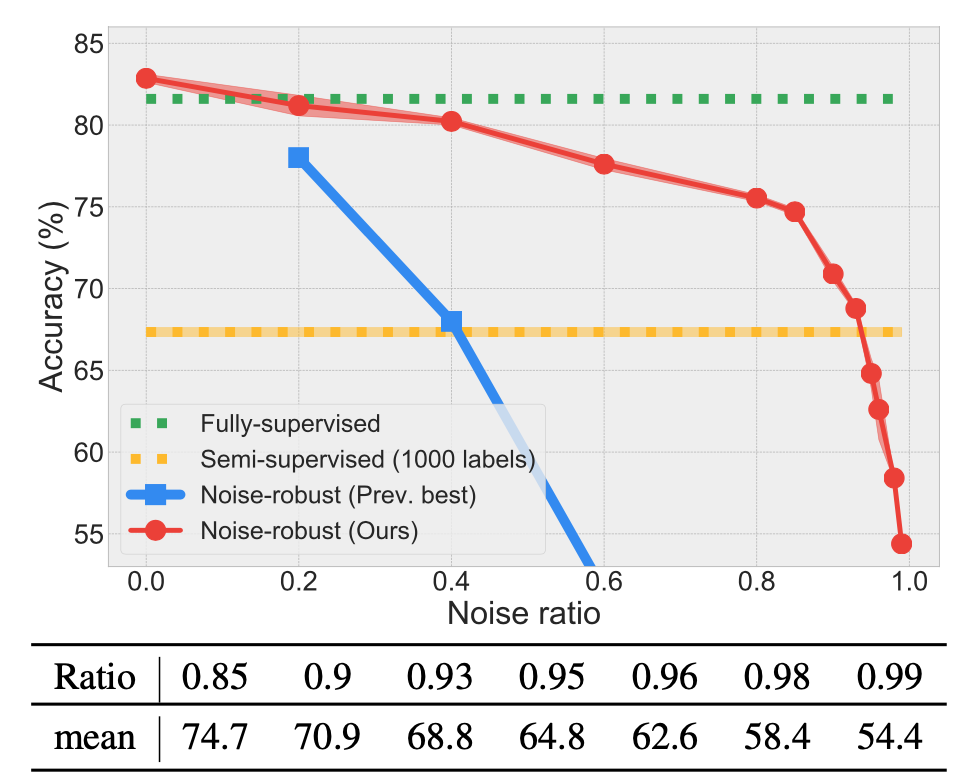 85
80
75
70
65
60
55
Accuracy (%)
Fully-supervised
Semi-supervised (1000 labels)
Noise-robust (Prev. best)
Noise-robust (Ours)
0.0 0.2 0.4 0.6 0.8 1.0
Noise ratio
Ratio 0.85 0.9 0.93 0.95 0.96 0.98 0.99
mean 74.7 70.9 68.8 64.8 62.6 58.4 54.4